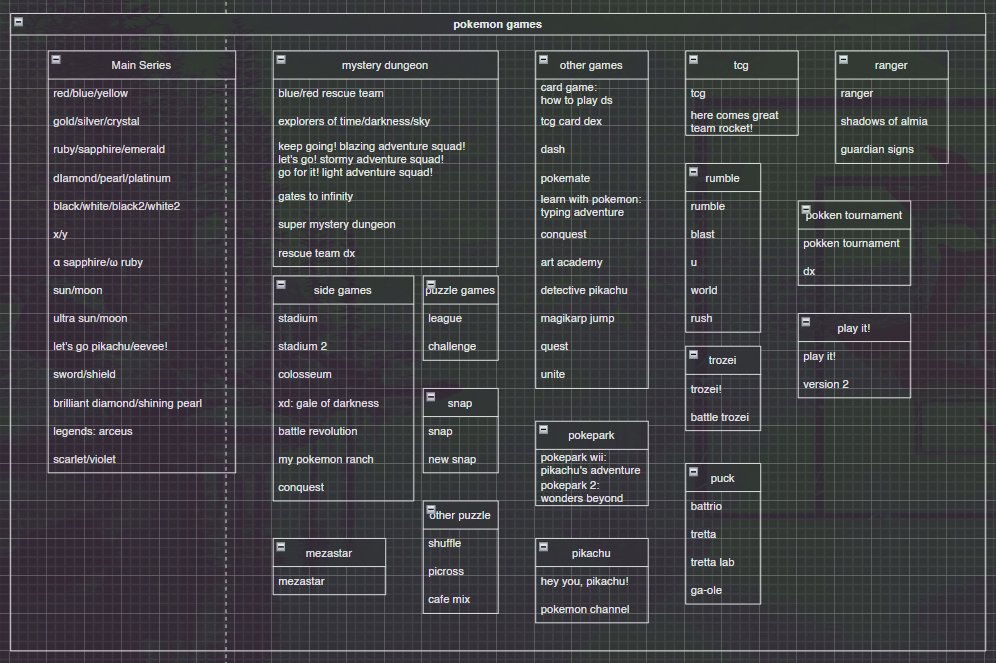 pokemon games
Main Series
red/blue/yellow
gold/silver/crystal
ruby/sapphire/emerald
dIamond/pearl/platinum
black/white/black2/white2
x/y
α sapphire/ω ruby
sun/moon
ultra sun/moon
let's go pikachu/eevee!
sword/shield
brilliant diamond/shining pearl
legends: arceus
scarlet/violet
mystery dungeon
blue/red rescue team
explorers of time/darkness/sky
keep going! blazing adventure squad!
let's go! stormy adventure squad!
go for it! light adventure squad!
gates to infinity
super mystery dungeon
rescue team dx
side games
stadium
stadium 2
colosseum
xd: gale of darkness
battle revolution
my pokemon ranch
conquest
mezastar
mezastar
puzzle games
league
challenge
snap
snap
new snap
other puzzle
shuffle
picross
cafe mix
other games
card game:
how to play ds
tcg card dex
dash
pokemate
learn with pokemon:
typing adventure
conquest
art academy
detective pikachu
magikarp jump
quest
unite
pokepark
pokepark wii:
pikachu's adventure
pokepark 2:
wonders beyond
pikachu
hey you, pikachu!
pokemon channel
tcg
tcg
here comes great
team rocket!
rumble
rumble
blast
u
world
rush
trozei
trozei!
battle trozei
puck
battrio
tretta
tretta lab
ga-ole
ranger
ranger
shadows of almia
guardian signs
pokken tournament
pokken tournament
dx
play it!
play it!
version 2